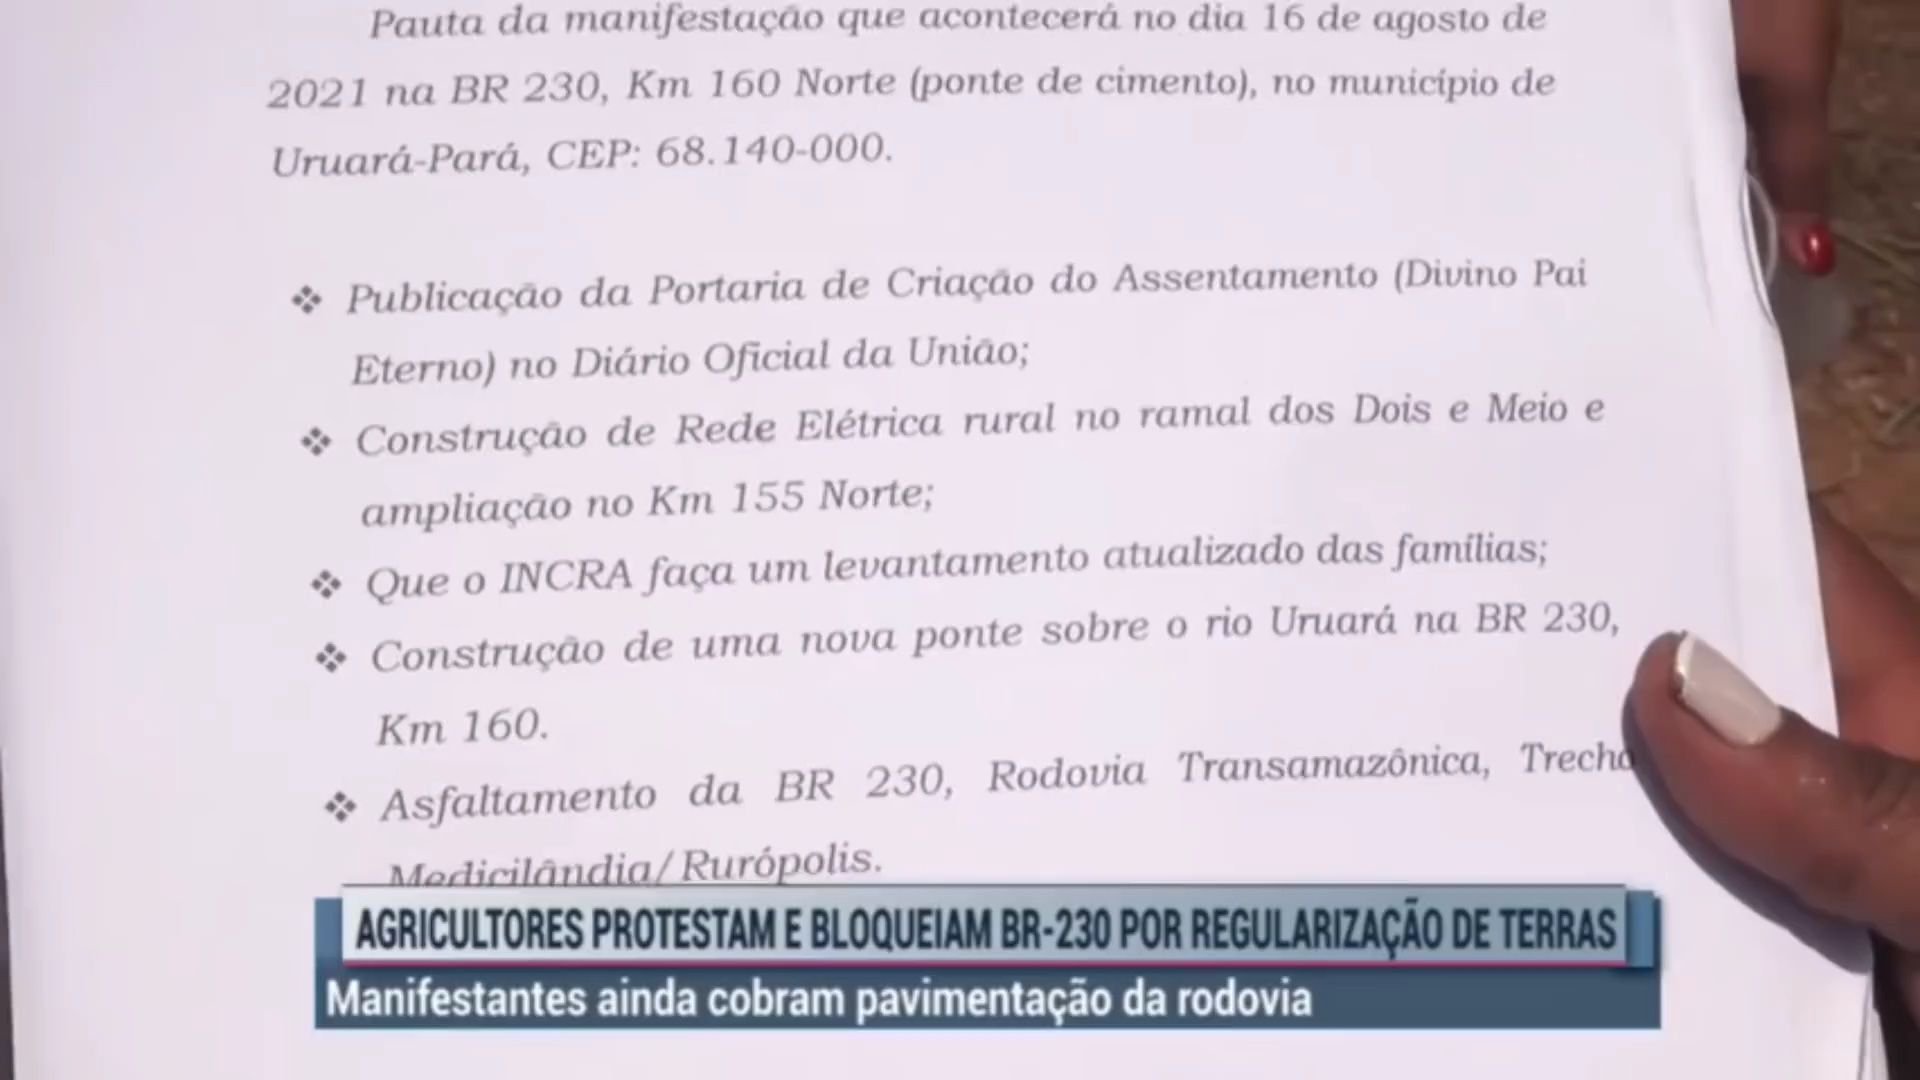 Pauta da manifestação que acontecerá no dia 16 de agosto de
2021 na BR 230, Km 160 Norte (ponte de cimento), no município de
Uruará-Pará, CEP: 68.140-000.
❖ Publicação da Portaria de Criação do Assentamento (Divino Pai
Eterno) no Diário Oficial da União;
❖ Construção de Rede Elétrica rural no ramal dos Dois e Meio e
ampliação no Km 155 Norte;
❖ Que o INCRA faça um levantamento atualizado das famílias;
❖ Construção de uma nova ponte sobre o rio Uruará na BR 230,
Km 160.
❖ Asfaltamento da BR 230, Rodovia Transamazônica, Trecho
Medicilândia/Rurópolis.
AGRICULTORES PROTESTAM E BLOQUEIAM BR-230 POR REGULARIZAÇÃO DE TERRAS
Manifestantes ainda cobram pavimentação da rodovia